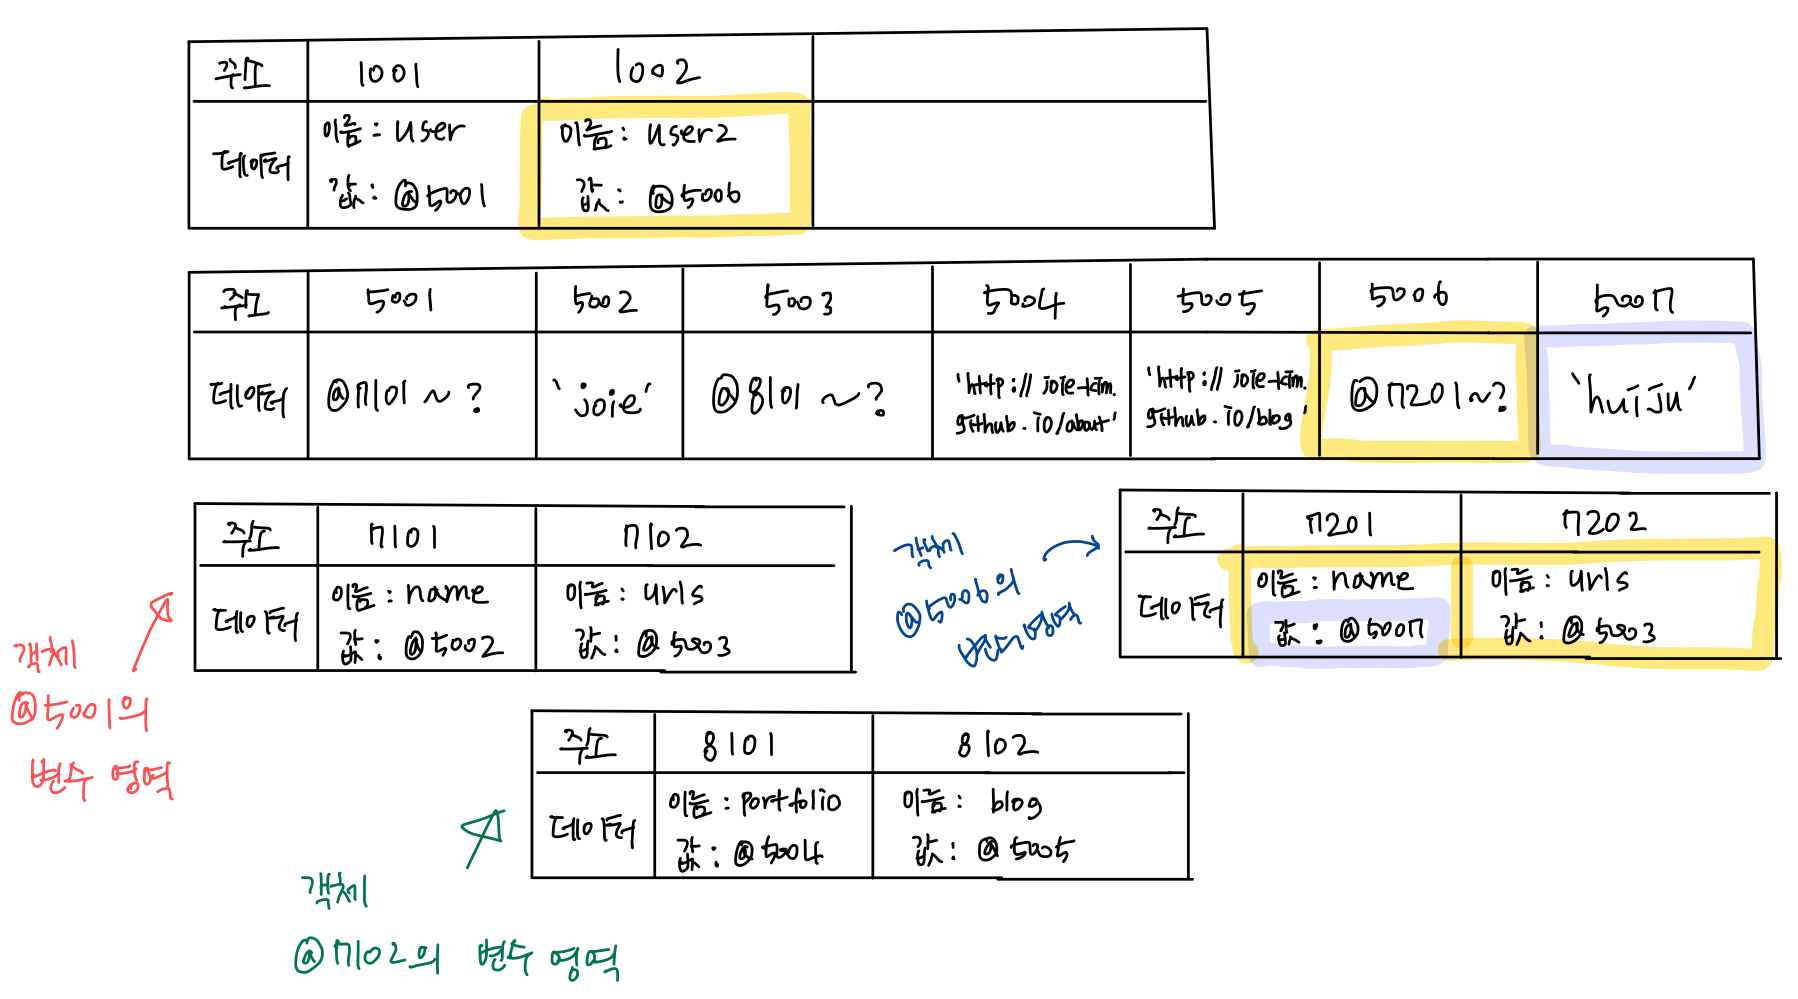 주소 1001 1002
데이터
이름 : user
값 : @5001
이름 : user2
값 : @5006
주소 5001 5002 5003 5004 5005 5006 5007
데이터 @7101 ~ ? 'joie' @8101 ~ ?
'http:// joie-kim.
github.io/about'
'http:// joie-kim.
github.io/blog'
@7201~? 'huiju'
주소 7101 7102
데이터
이름 : name
값 : @5002
이름 : urls
값 : @5003
객체
@5001의
변수 영역
객체
@5006의
변수 영역
주소 7201 7202
데이터
이름 : name
값 : @5007
이름 : urls
값 : @5003
주소 8101 8102
데이터
이름 : portfolio
값 : @5004
이름 : blog
값 : @5005
객체
@7102의 변수 영역